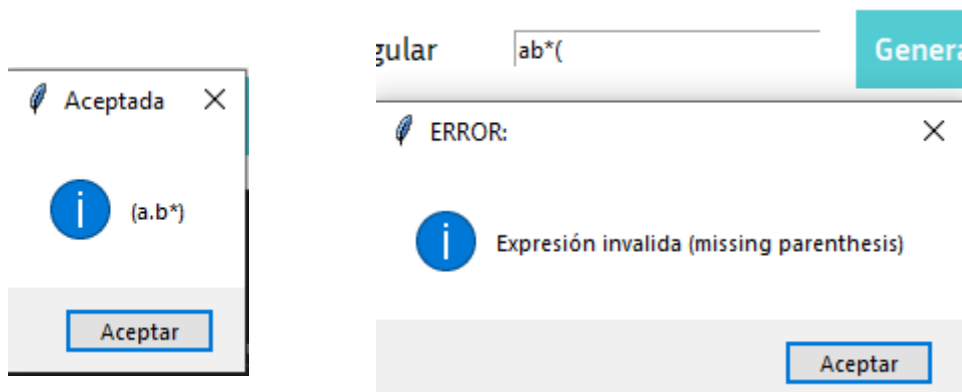 Aceptada
(a.b*)
Aceptar
gular ab*( Genera
ERROR:
Expresión invalida (missing parenthesis)
Aceptar